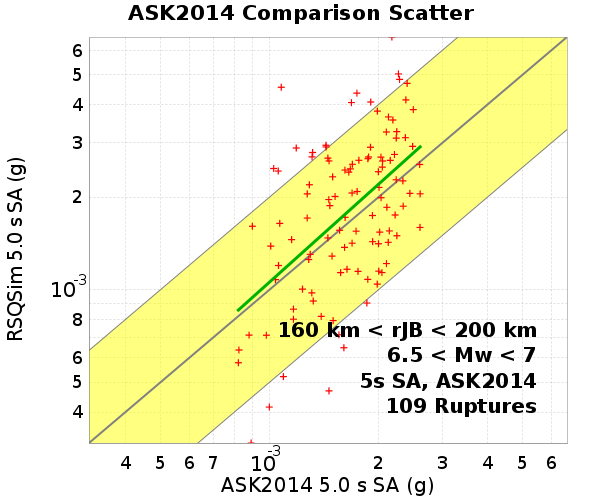 ASK2014 Comparison Scatter
RSQSim 5.0 s SA (g)
6
5
4
3
2
10-3
8
6
5
4
160 km < rJB < 200 km
6.5 < Mw < 7
5s SA, ASK2014
109 Ruptures
4 5 6 7 10-3 2 3 4 5 6
ASK2014 5.0 s SA (g)